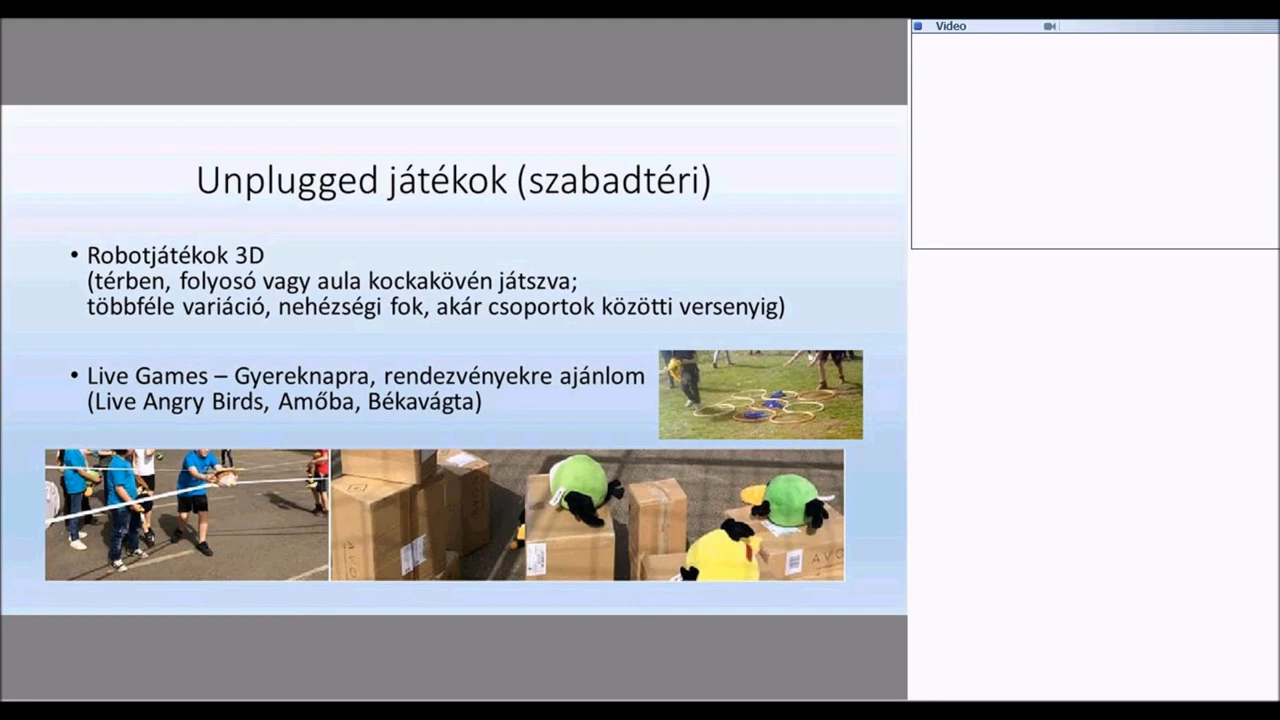 Video
Unplugged játékok (szabadtéri)
• Robotjátékok 3D
(térben, folyosó vagy aula kockakövén játszva;
többféle variáció, nehézségi fok, akár csoportok közötti versenyig)
• Live Games – Gyereknapra, rendezvényekre ajánlom
(Live Angry Birds, Amőba, Békavágta)